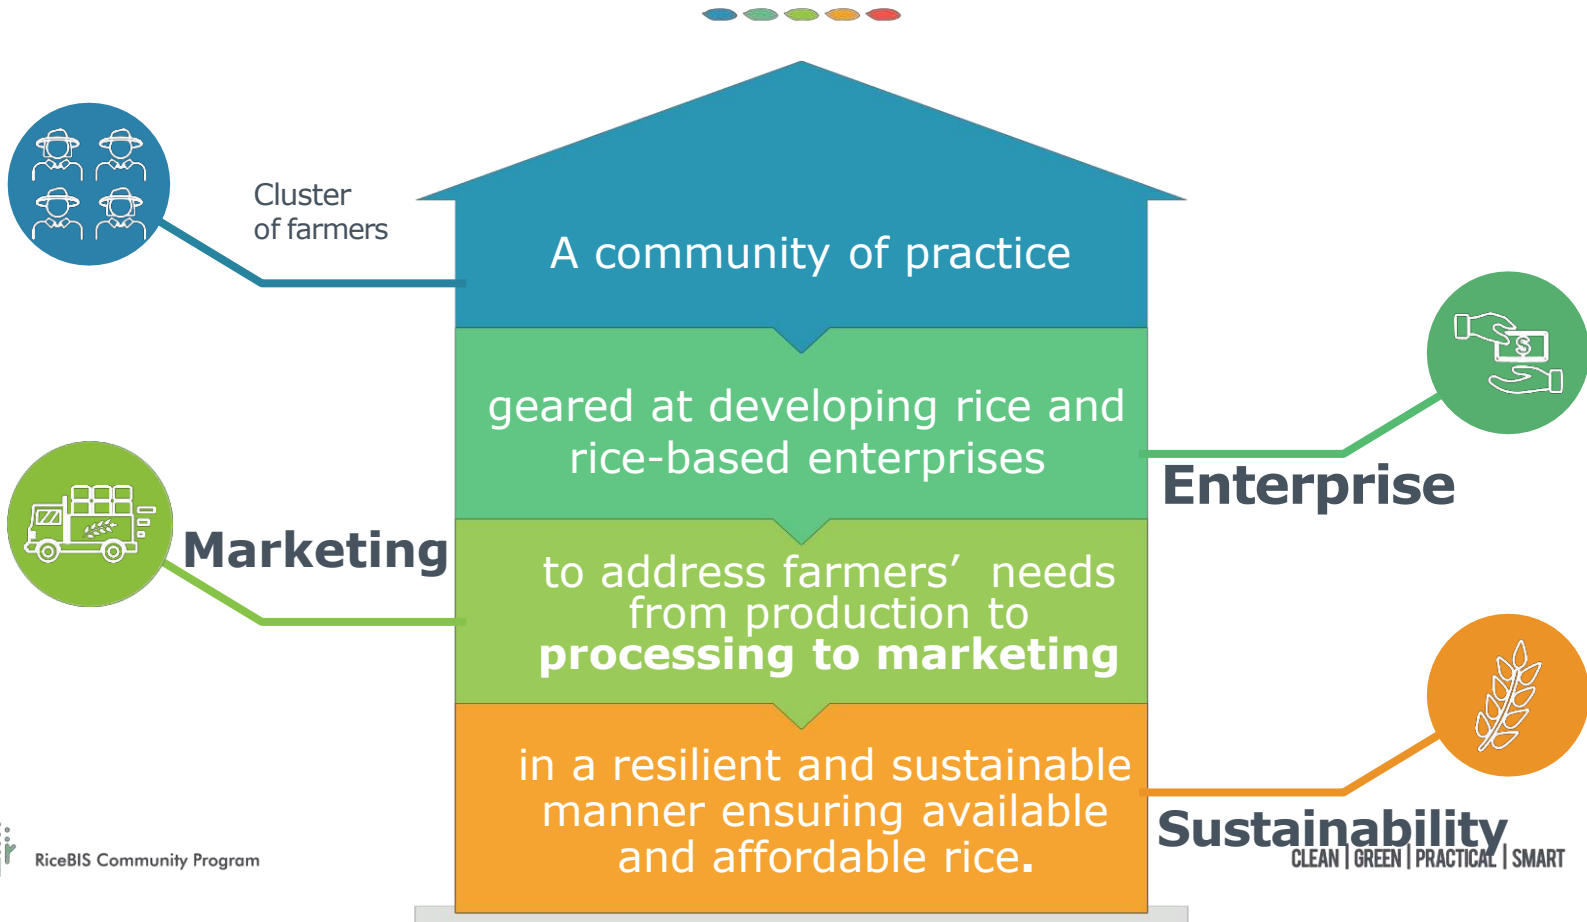 Cluster
of farmers
A community of practice
geared at developing rice and
rice-based enterprises
Enterprise
Marketing
to address farmers’ needs
from production to
processing to marketing
in a resilient and sustainable
manner ensuring available
and affordable rice.
Sustainability
RiceBIS Community Program
CLEAN | GREEN | PRACTICAL | SMART
$